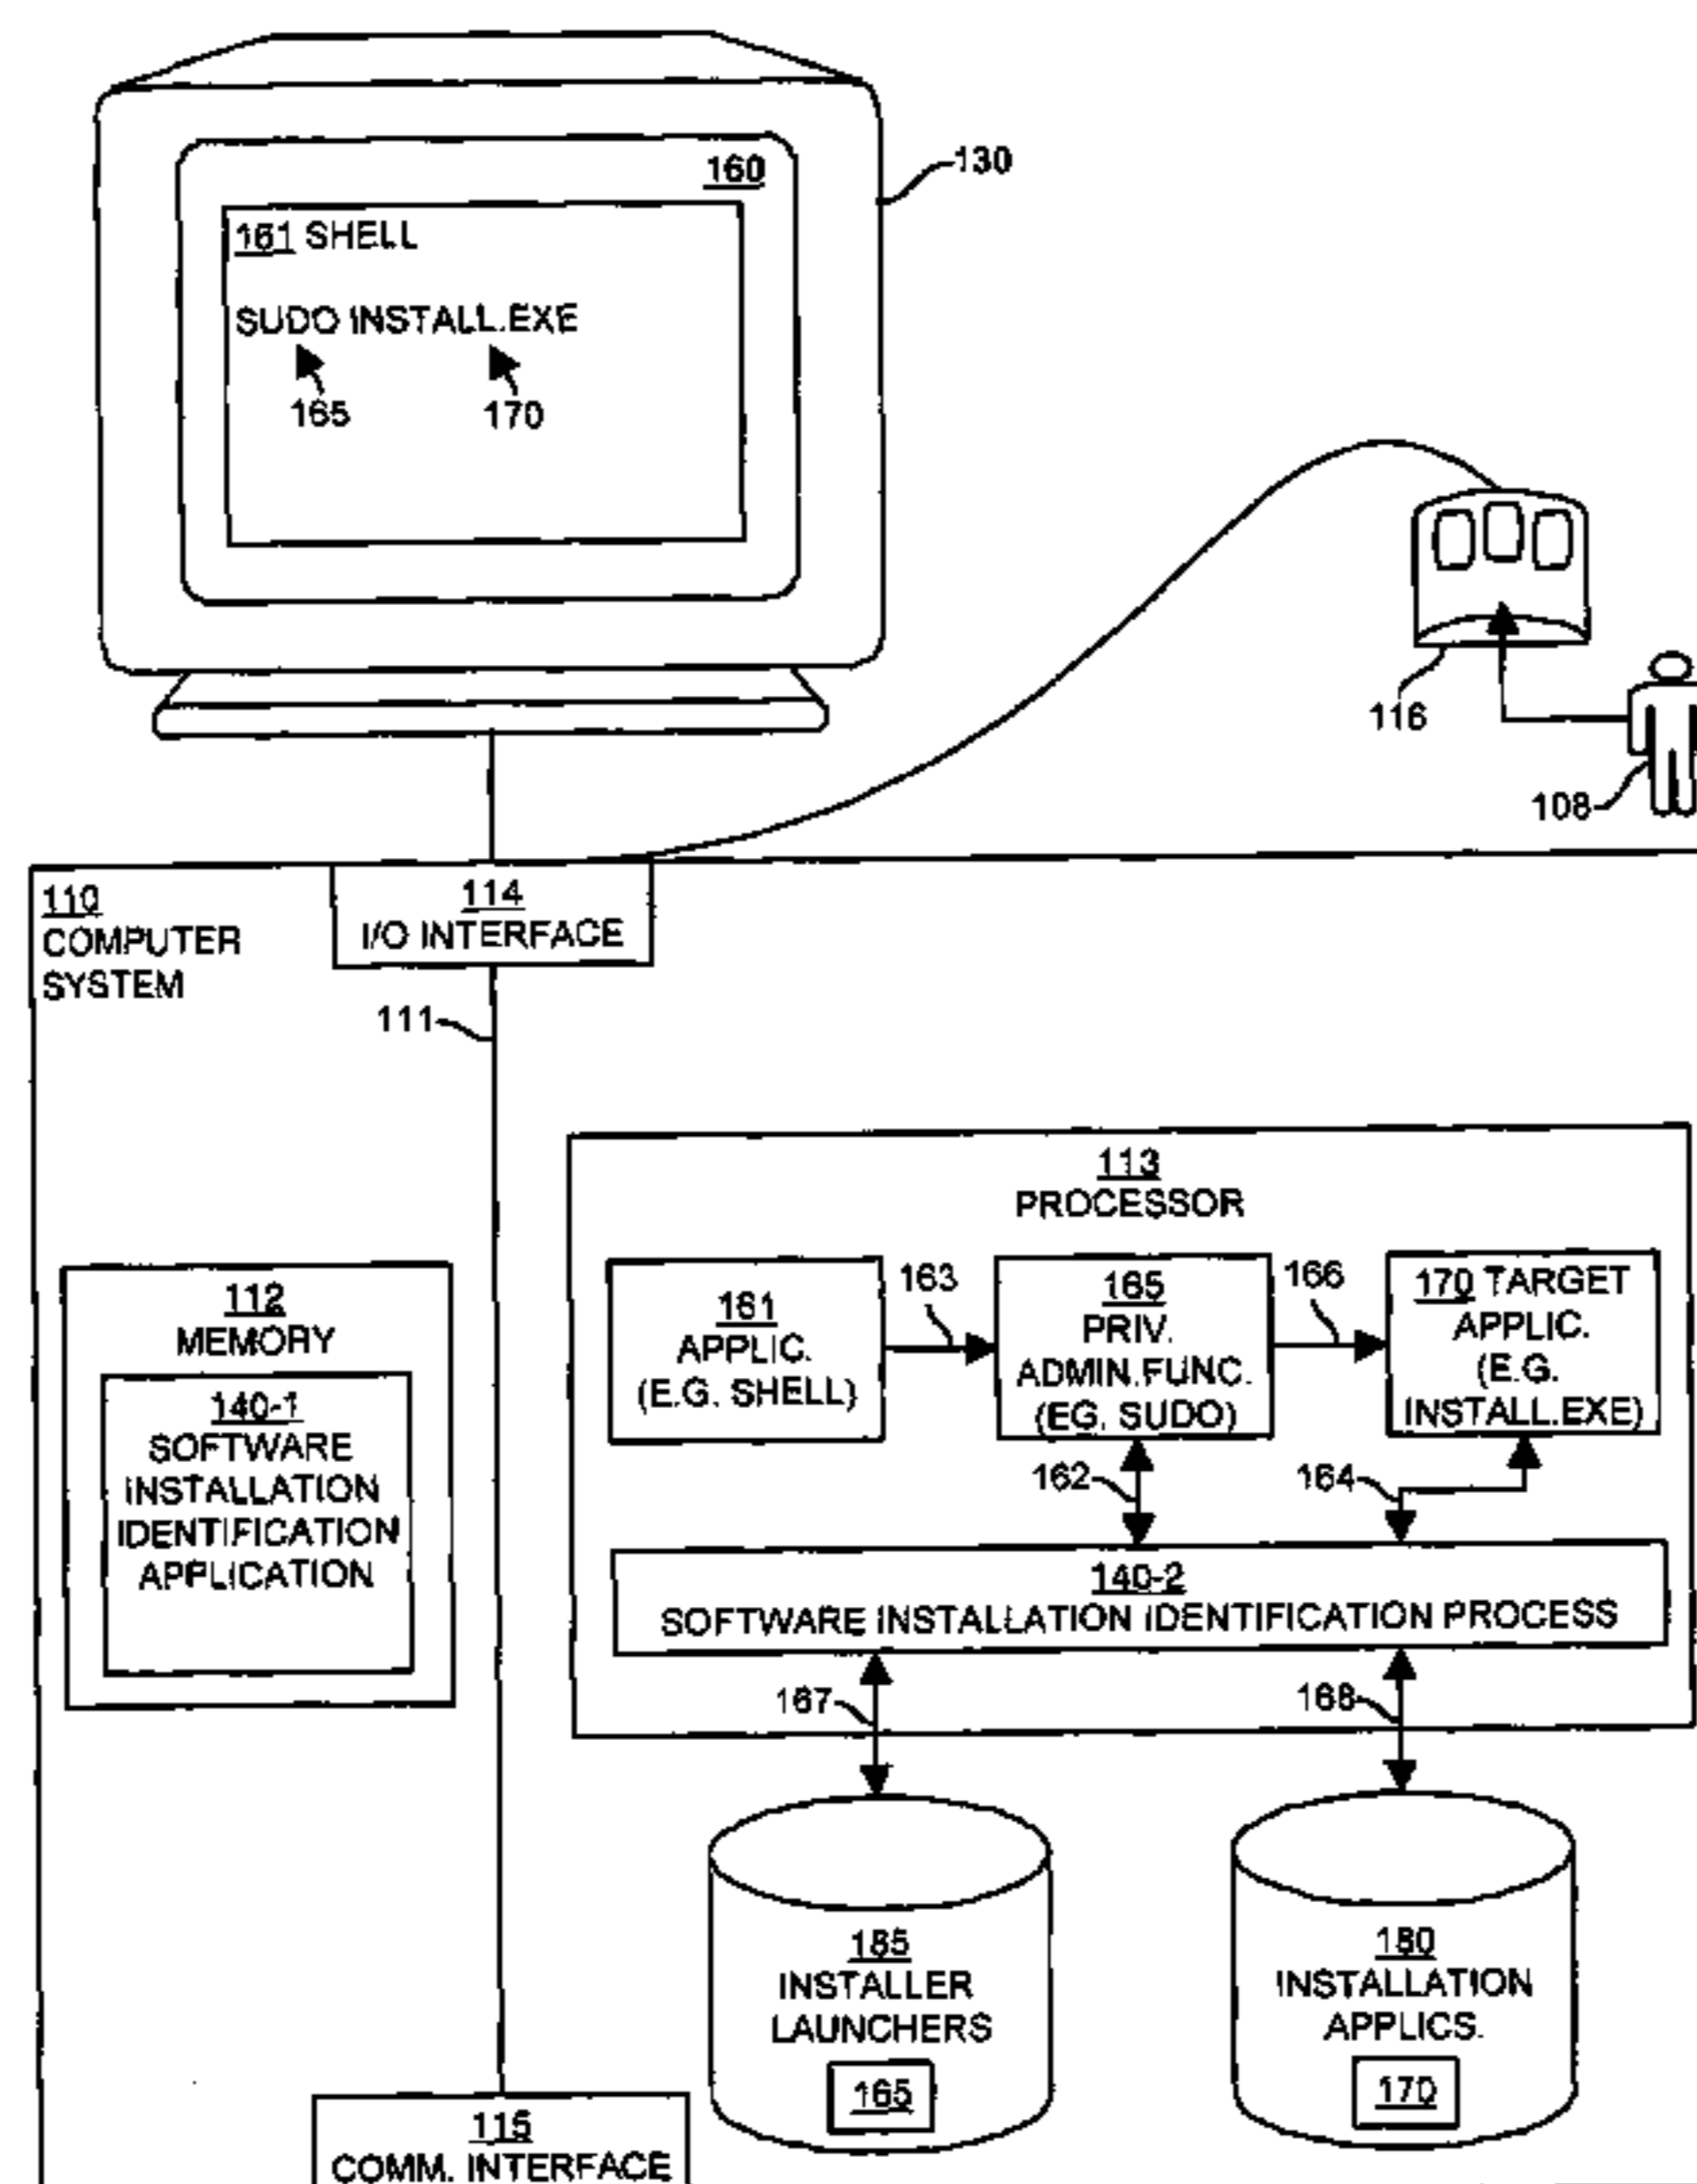 130
160
161 SHELL
SUDO INSTALL.EXE
165
170
116
108
110
COMPUTER
SYSTEM
114
I/O INTERFACE
111
113
PROCESSOR
112
MEMORY
140-1
SOFTWARE
INSTALLATION
IDENTIFICATION
APPLICATION
161
APPLIC.
(E.G. SHELL)
163
165
PRIV.
ADMIN.FUNC.
(EG. SUDO)
166
170 TARGET
APPLIC.
(E.G.
INSTALL.EXE)
162
164
140-2
SOFTWARE INSTALLATION IDENTIFICATION PROCESS
167
168
185
INSTALLER
LAUNCHERS
165
180
INSTALLATION
APPLICS.
170
115
COMM. INTERFACE